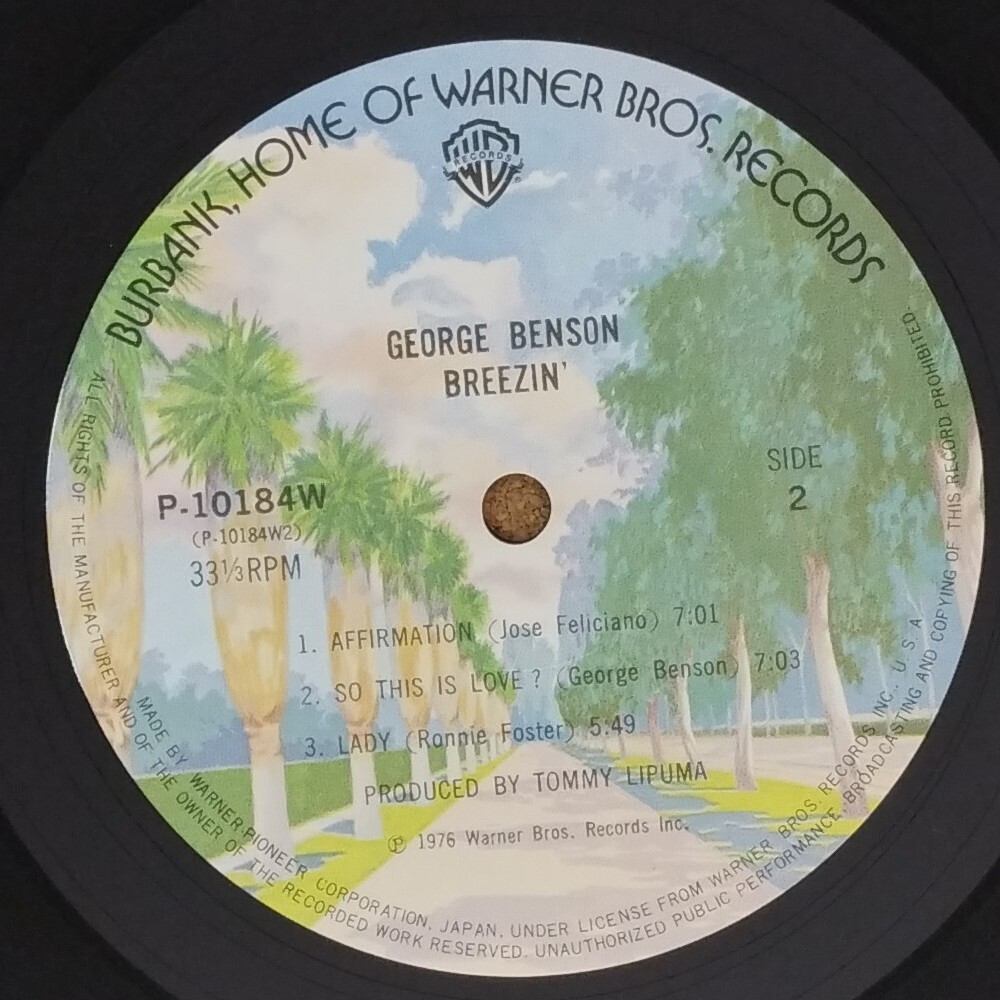 BURBANK, HOME OF WARNER BROS. RECORDS
RECORDS
GEORGE BENSON
BREEZIN'
SIDE
2
P-10184W
(P-10184W2)
33⅓RPM
1. AFFIRMATION (Jose Feliciano) 7:01
2. SO THIS IS LOVE ? (George Benson) 7:03
3. LADY (Ronnie Foster) 5:49
PRODUCED BY TOMMY LIPUMA
Ⓟ 1976 Warner Bros. Records Inc.
MADE BY WARNER-PIONEER CORPORATION, JAPAN, UNDER LICENSE FROM WARNER BROS. RECORDS INC., U S A
ALL RIGHTS OF THE MANUFACTURER AND OF THE OWNER OF THE RECORDED WORK RESERVED. UNAUTHORIZED PUBLIC PERFORMANCE, BROADCASTING AND COPYING OF THIS RECORD PROHIBITED.